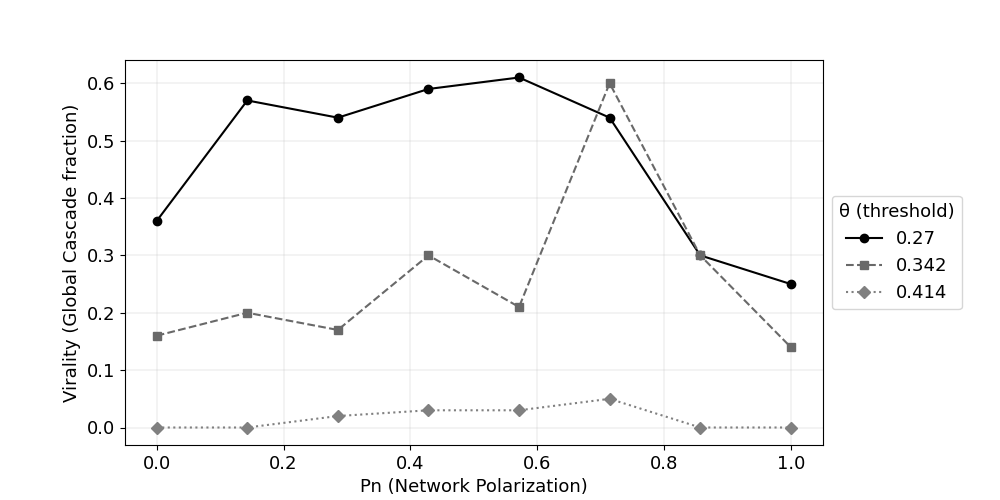 0.6
0.5
0.4
0.3
0.2
0.1
0.0
Virality (Global Cascade fraction)
0.0 0.2 0.4 0.6 0.8 1.0
Pn (Network Polarization)
θ (threshold)
0.27
0.342
0.414